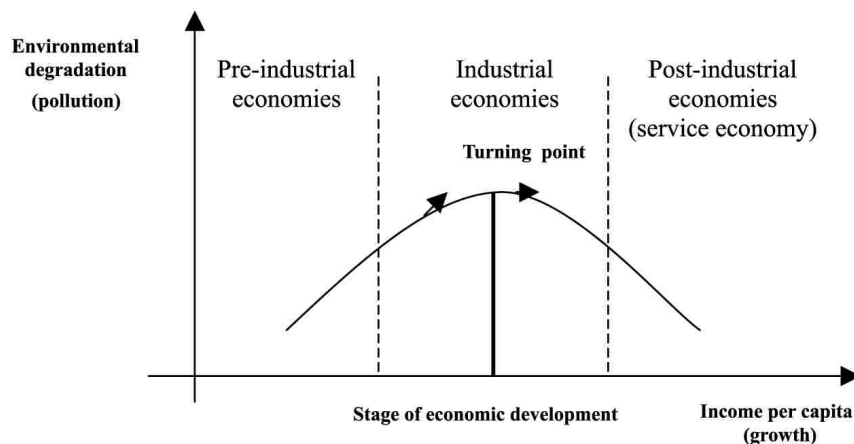 Environmental
degradation
(pollution)
Pre-industrial
economies
Industrial
economies
Post-industrial
economies
(service economy)
Turning point
Stage of economic development
Income per capita
(growth)